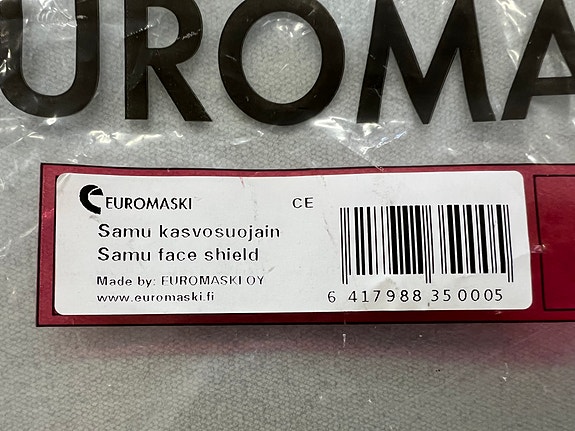 UROMA
EUROMASKI CE
Samu kasvosuojain
Samu face shield
Made by: EUROMASKI OY
www.euromaski.fi
6 417988 350005